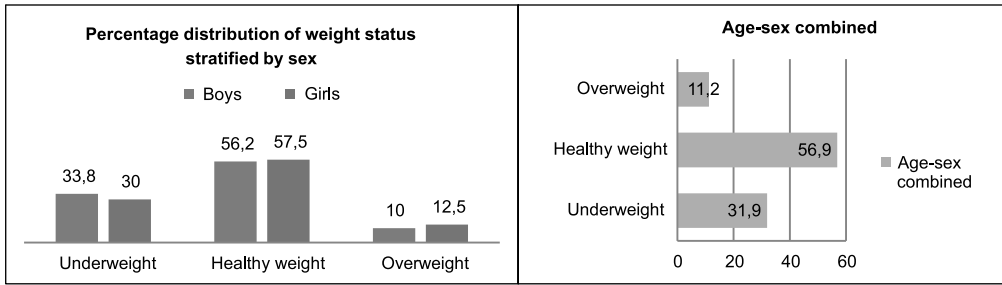 Percentage distribution of weight status
stratified by sex
Boys Girls
33,8 30 56,2 57,5 10 12,5
Underweight Healthy weight Overweight
Age-sex combined
Overweight 11,2
Healthy weight 56,9
Underweight 31,9
0 20 40 60
Age-sex
combined